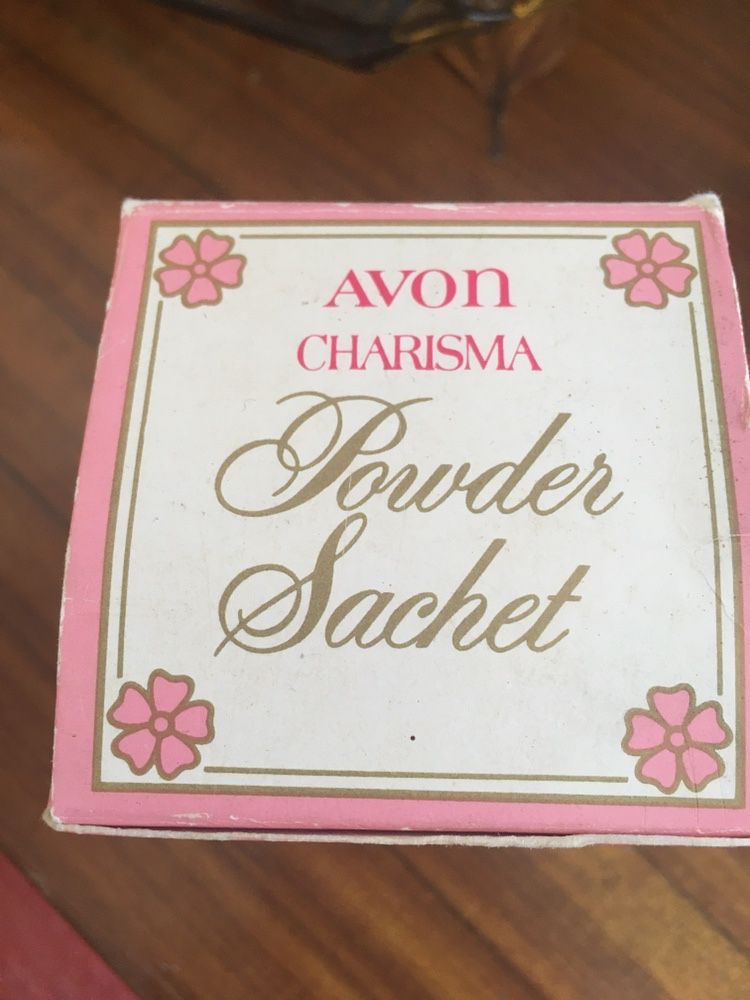 AVON
CHARISMA
Powder
Sachet